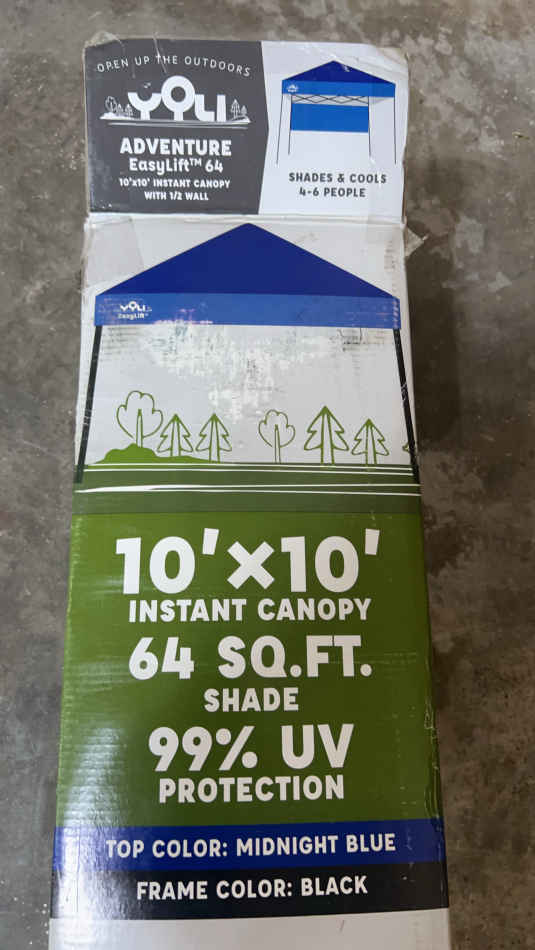 OPEN UP THE OUTDOORS
YOLI
ADVENTURE
EasyLift™ 64
10'x10' INSTANT CANOPY
WITH 1/2 WALL
SHADES & COOLS
4-6 PEOPLE
YOLI
EasyLift™
10'×10'
INSTANT CANOPY
64 SQ.FT.
SHADE
99% UV
PROTECTION
TOP COLOR: MIDNIGHT BLUE
FRAME COLOR: BLACK